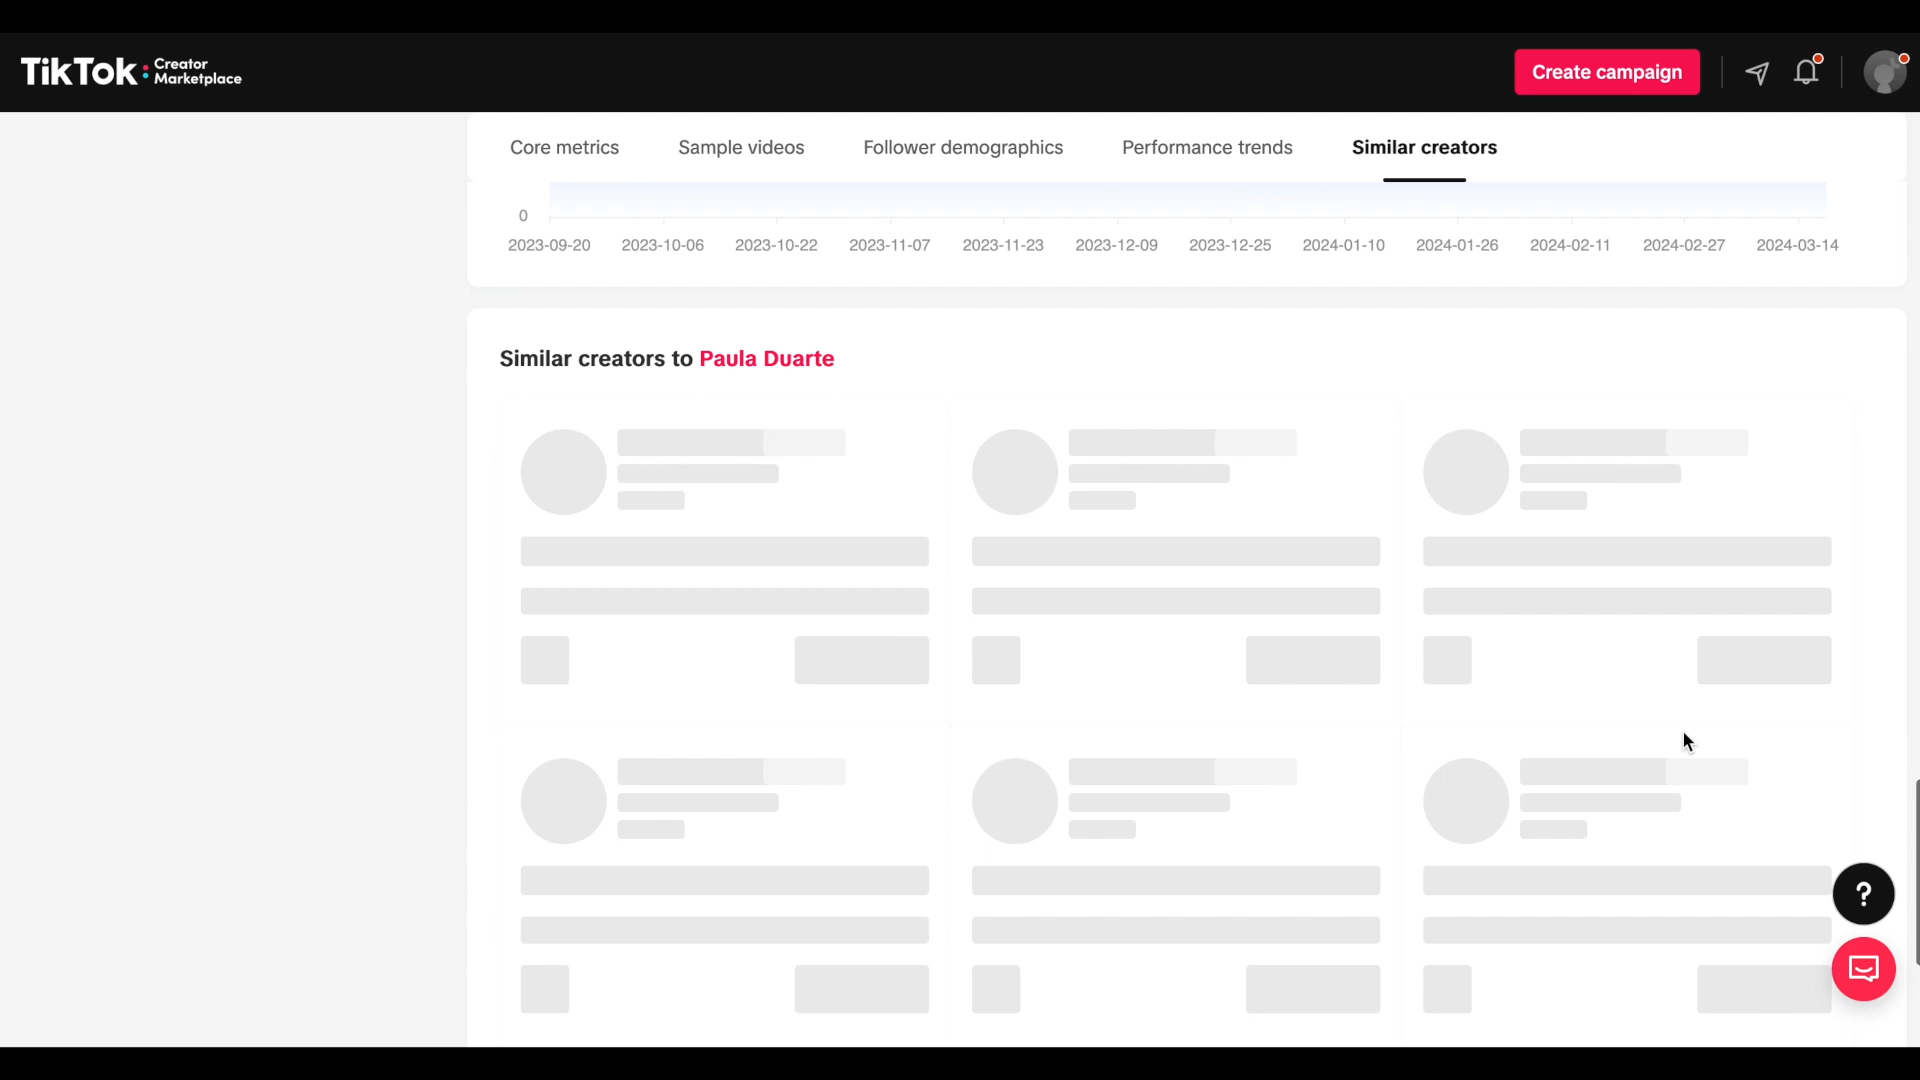 TikTok: Creator Marketplace
Create campaign
Core metrics
Sample videos
Follower demographics
Performance trends
Similar creators
0
2023-09-20
2023-10-06
2023-10-22
2023-11-07
2023-11-23
2023-12-09
2023-12-25
2024-01-10
2024-01-26
2024-02-11
2024-02-27
2024-03-14
Similar creators to Paula Duarte
?